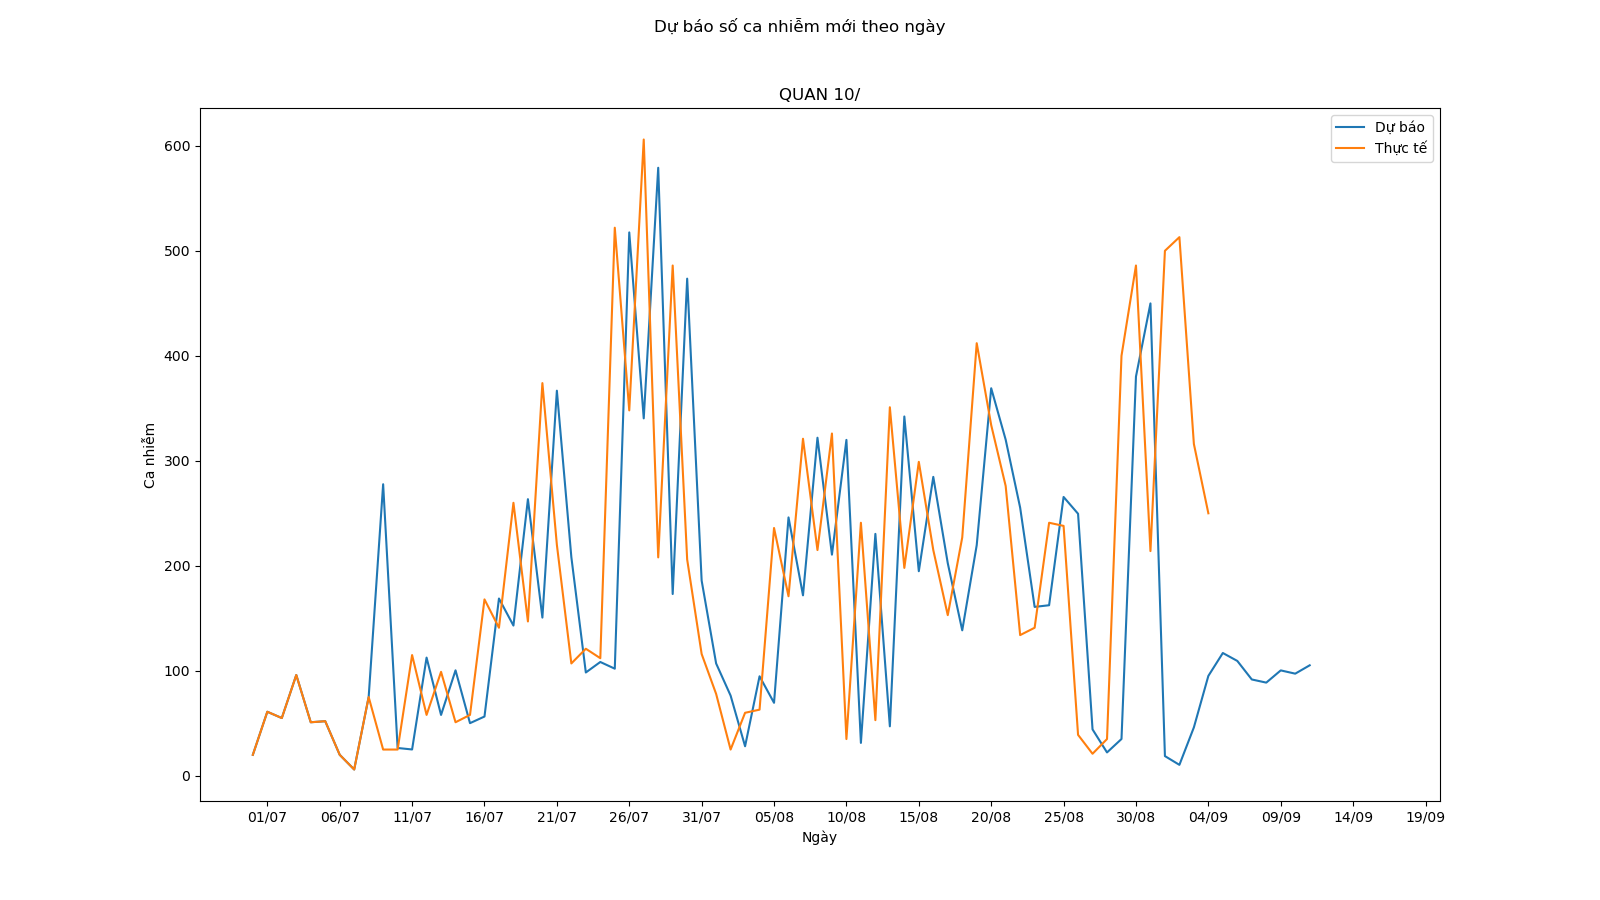 Dự báo số ca nhiễm mới theo ngày
QUAN 10/
Dự báo
Thực tế
600
500
400
300
200
100
0
Ca nhiễm
01/07 06/07 11/07 16/07 21/07 26/07 31/07 05/08 10/08 15/08 20/08 25/08 30/08 04/09 09/09 14/09 19/09
Ngày